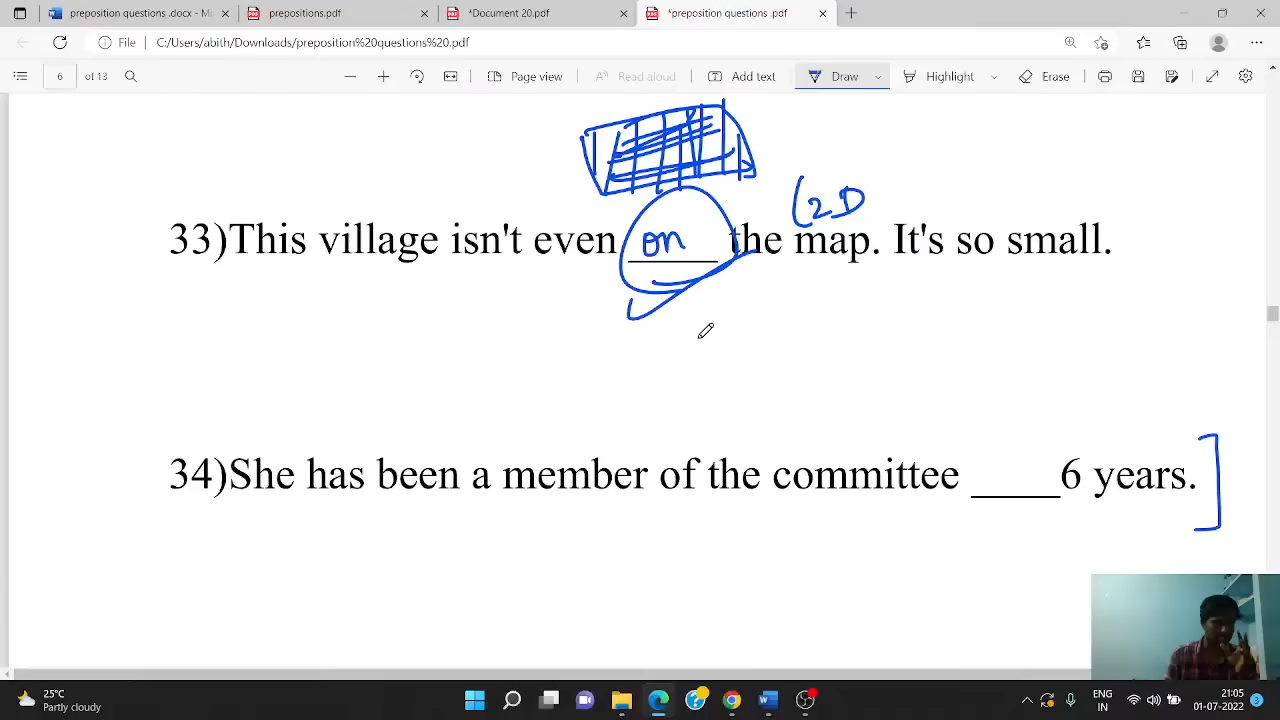 preposition questions .docx - Mi
prepositions.pdf
*Document 20.pdf
*preposition questions .pdf
File
C:/Users/abith/Downloads/preposition%20questions%20.pdf
6 of 13
Page view
Read aloud
Add text
Draw
Highlight
Erase
(2D
33)This village isn't even on the map. It's so small.
34)She has been a member of the committee ____6 years.
25°C
Partly cloudy
ENG
IN
21:05
01-07-2022
3